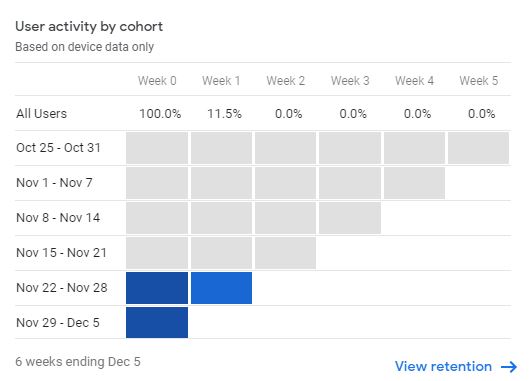 User activity by cohort
Based on device data only
Week 0 Week 1 Week 2 Week 3 Week 4 Week 5
All Users 100.0% 11.5% 0.0% 0.0% 0.0% 0.0%
Oct 25 - Oct 31
Nov 1 - Nov 7
Nov 8 - Nov 14
Nov 15 - Nov 21
Nov 22 - Nov 28
Nov 29 - Dec 5
6 weeks ending Dec 5
View retention →